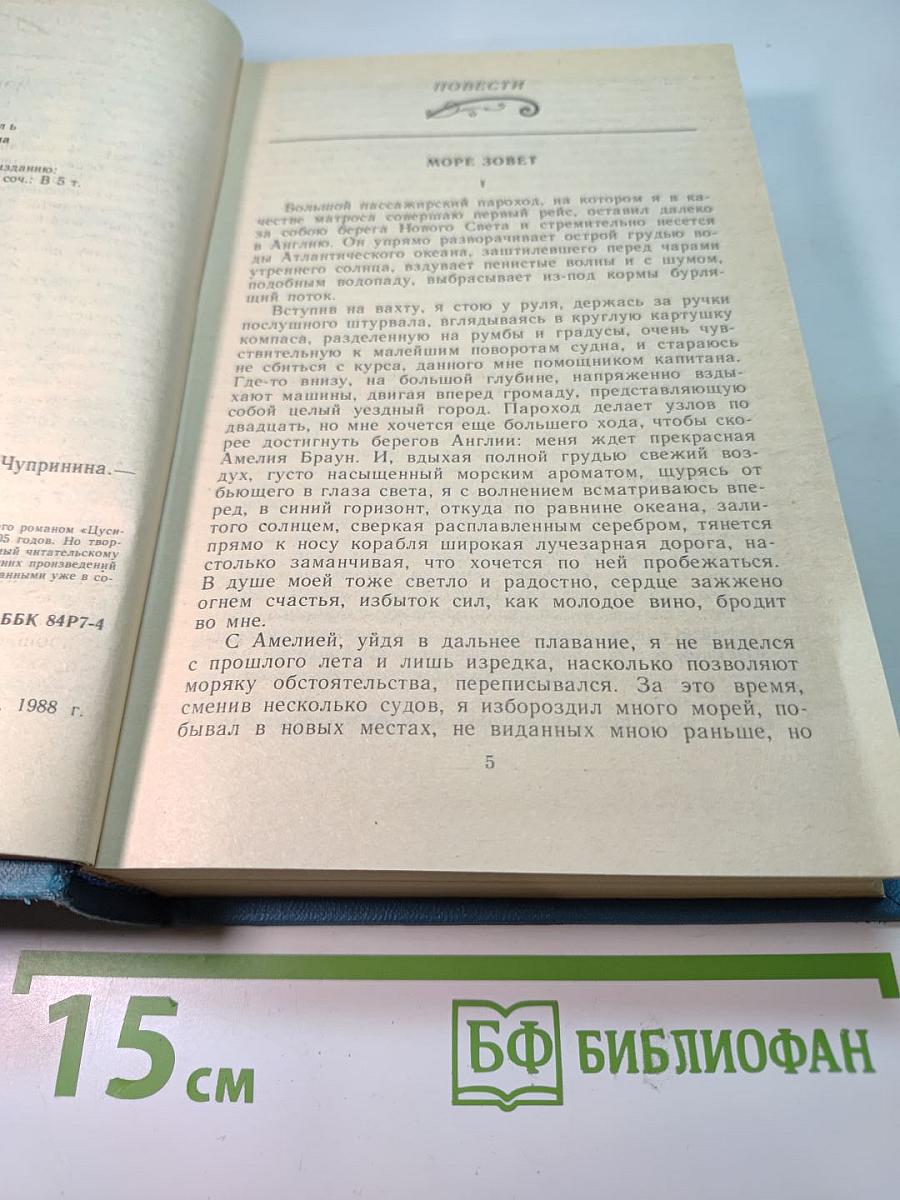 ль
на
изданию:
соч.: В 5 т.
Чупринина.—
его романом «Цуси-
05 годов. Но твор-
ный читательскому
них произведений
анными уже в со-
ББК 84Р7-4
1988 г.
ПОВЕСТИ
МОРЕ ЗОВЕТ
I
Большой пассажирский пароход, на котором я в ка-
честве матроса совершаю первый рейс, оставил далеко
за собою берега Нового Света и стремительно несется
в Англию. Он упрямо разворачивает острой грудью во-
ды Атлантического океана, заштилевшего перед чарами
утреннего солнца, вздувает пенистые волны и с шумом,
подобным водопаду, выбрасывает из-под кормы бурля-
щий поток.
Вступив на вахту, я стою у руля, держась за ручки
послушного штурвала, вглядываясь в круглую картушку
компаса, разделенную на румбы и градусы, очень чув-
ствительную к малейшим поворотам судна, и стараюсь
не сбиться с курса, данного мне помощником капитана.
Где-то внизу, на большой глубине, напряженно взды-
хают машины, двигая вперед громаду, представляющую
собой целый уездный город. Пароход делает узлов по
двадцать, но мне хочется еще большего хода, чтобы ско-
рее достигнуть берегов Англии: меня ждет прекрасная
Амелия Браун. И, вдыхая полной грудью свежий воз-
дух, густо насыщенный морским ароматом, щурясь от
бьющего в глаза света, я с волнением всматриваюсь впе-
ред, в синий горизонт, откуда по равнине океана, зали-
того солнцем, сверкая расплавленным серебром, тянется
прямо к носу корабля широкая лучезарная дорога, на-
столько заманчивая, что хочется по ней пробежаться.
В душе моей тоже светло и радостно, сердце зажжено
огнем счастья, избыток сил, как молодое вино, бродит
во мне.
С Амелией, уйдя в дальнее плавание, я не виделся
с прошлого лета и лишь изредка, насколько позволяют
моряку обстоятельства, переписывался. За это время,
сменив несколько судов, я избороздил много морей, по-
бывал в новых местах, не виданных мною раньше, но
5
15 см
БФ БИБЛИОФАН